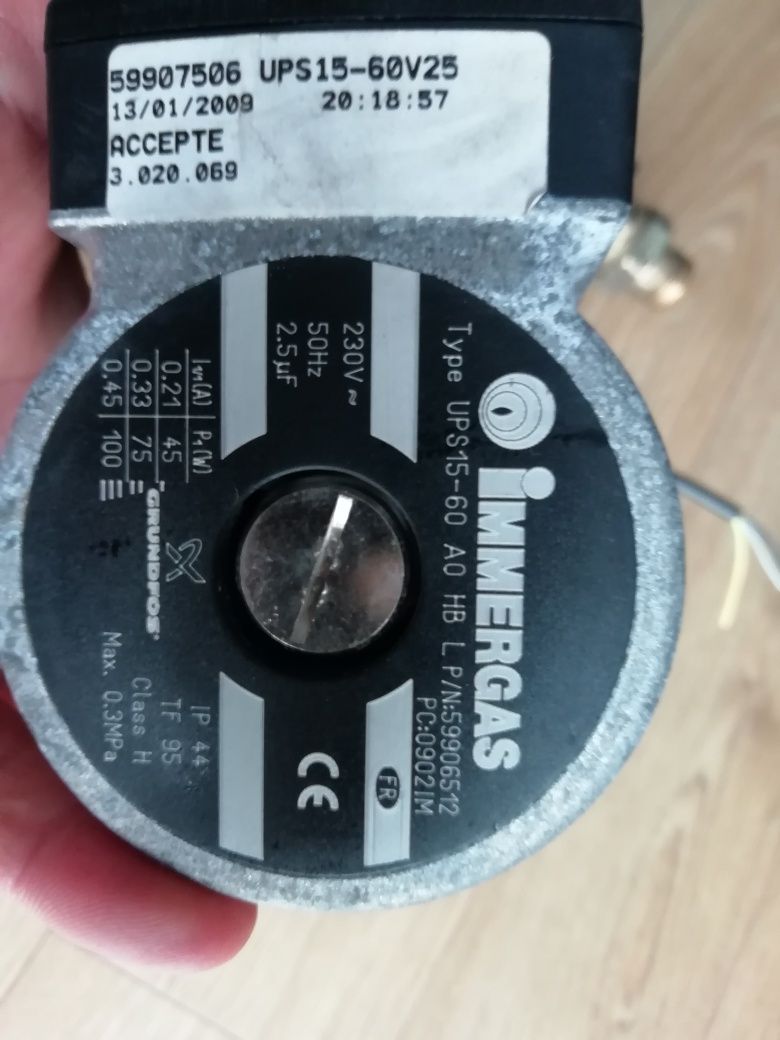 59907506 UPS15-60V25
13/01/2009 20:18:57
ACCEPTE
3.020.069
IMMERGAS
Type UPS15-60 AO HB L P/N:59906512
PC:0902IM
230V~
50Hz
2.5µF
FR
CE
I1/1(A) P1(W)
0.21 45
0.33 75
0.45 100
GRUNDFOS
IP 44
TF 95
Class H
Max. 0.3MPa